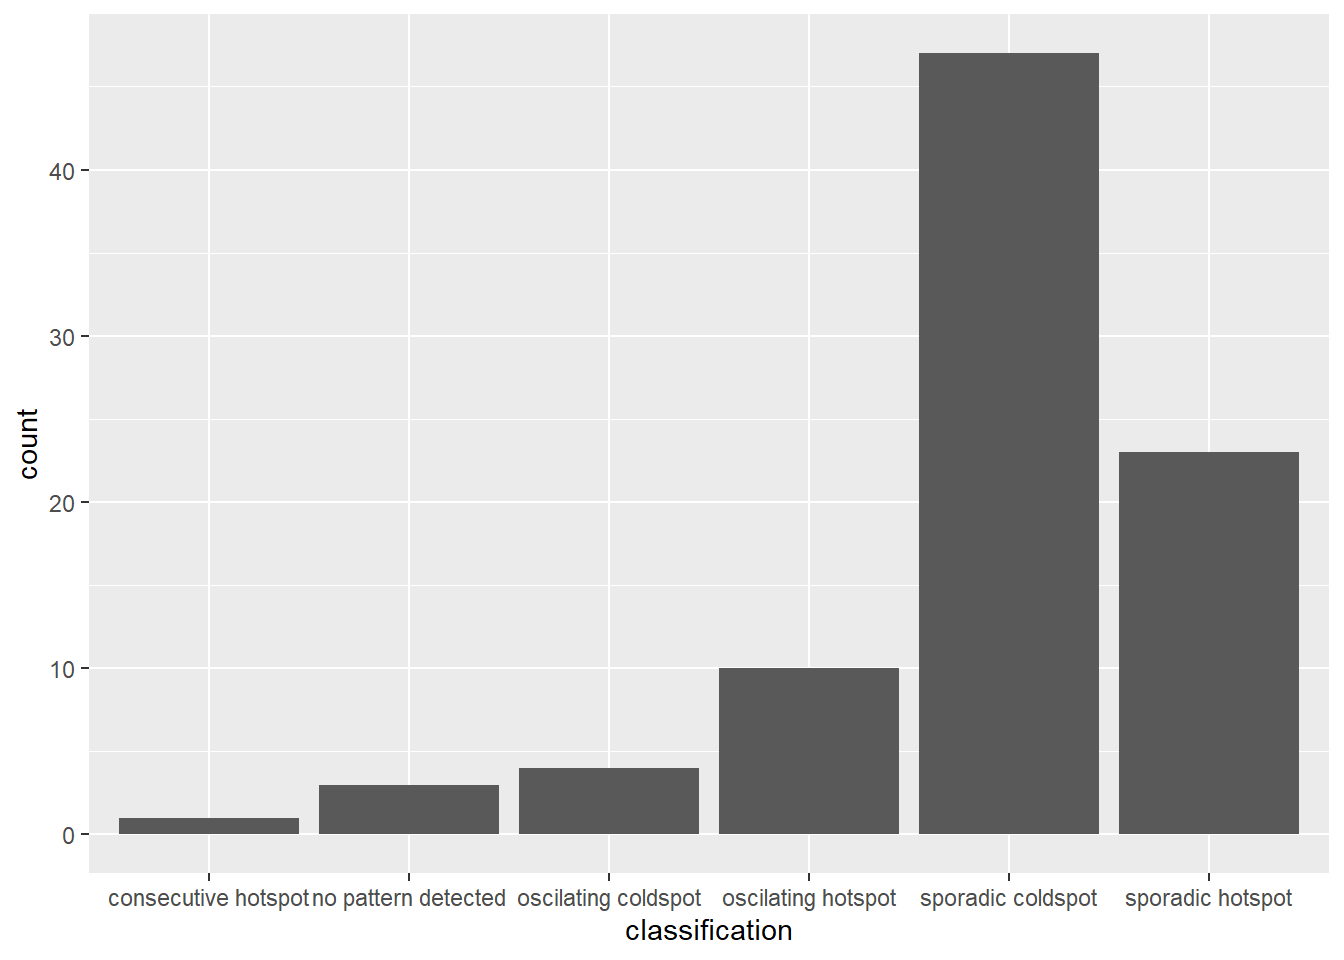 40
30
20
10
0
count
consecutive hotspot no pattern detected oscilating coldspot oscilating hotspot sporadic coldspot sporadic hotspot
classification